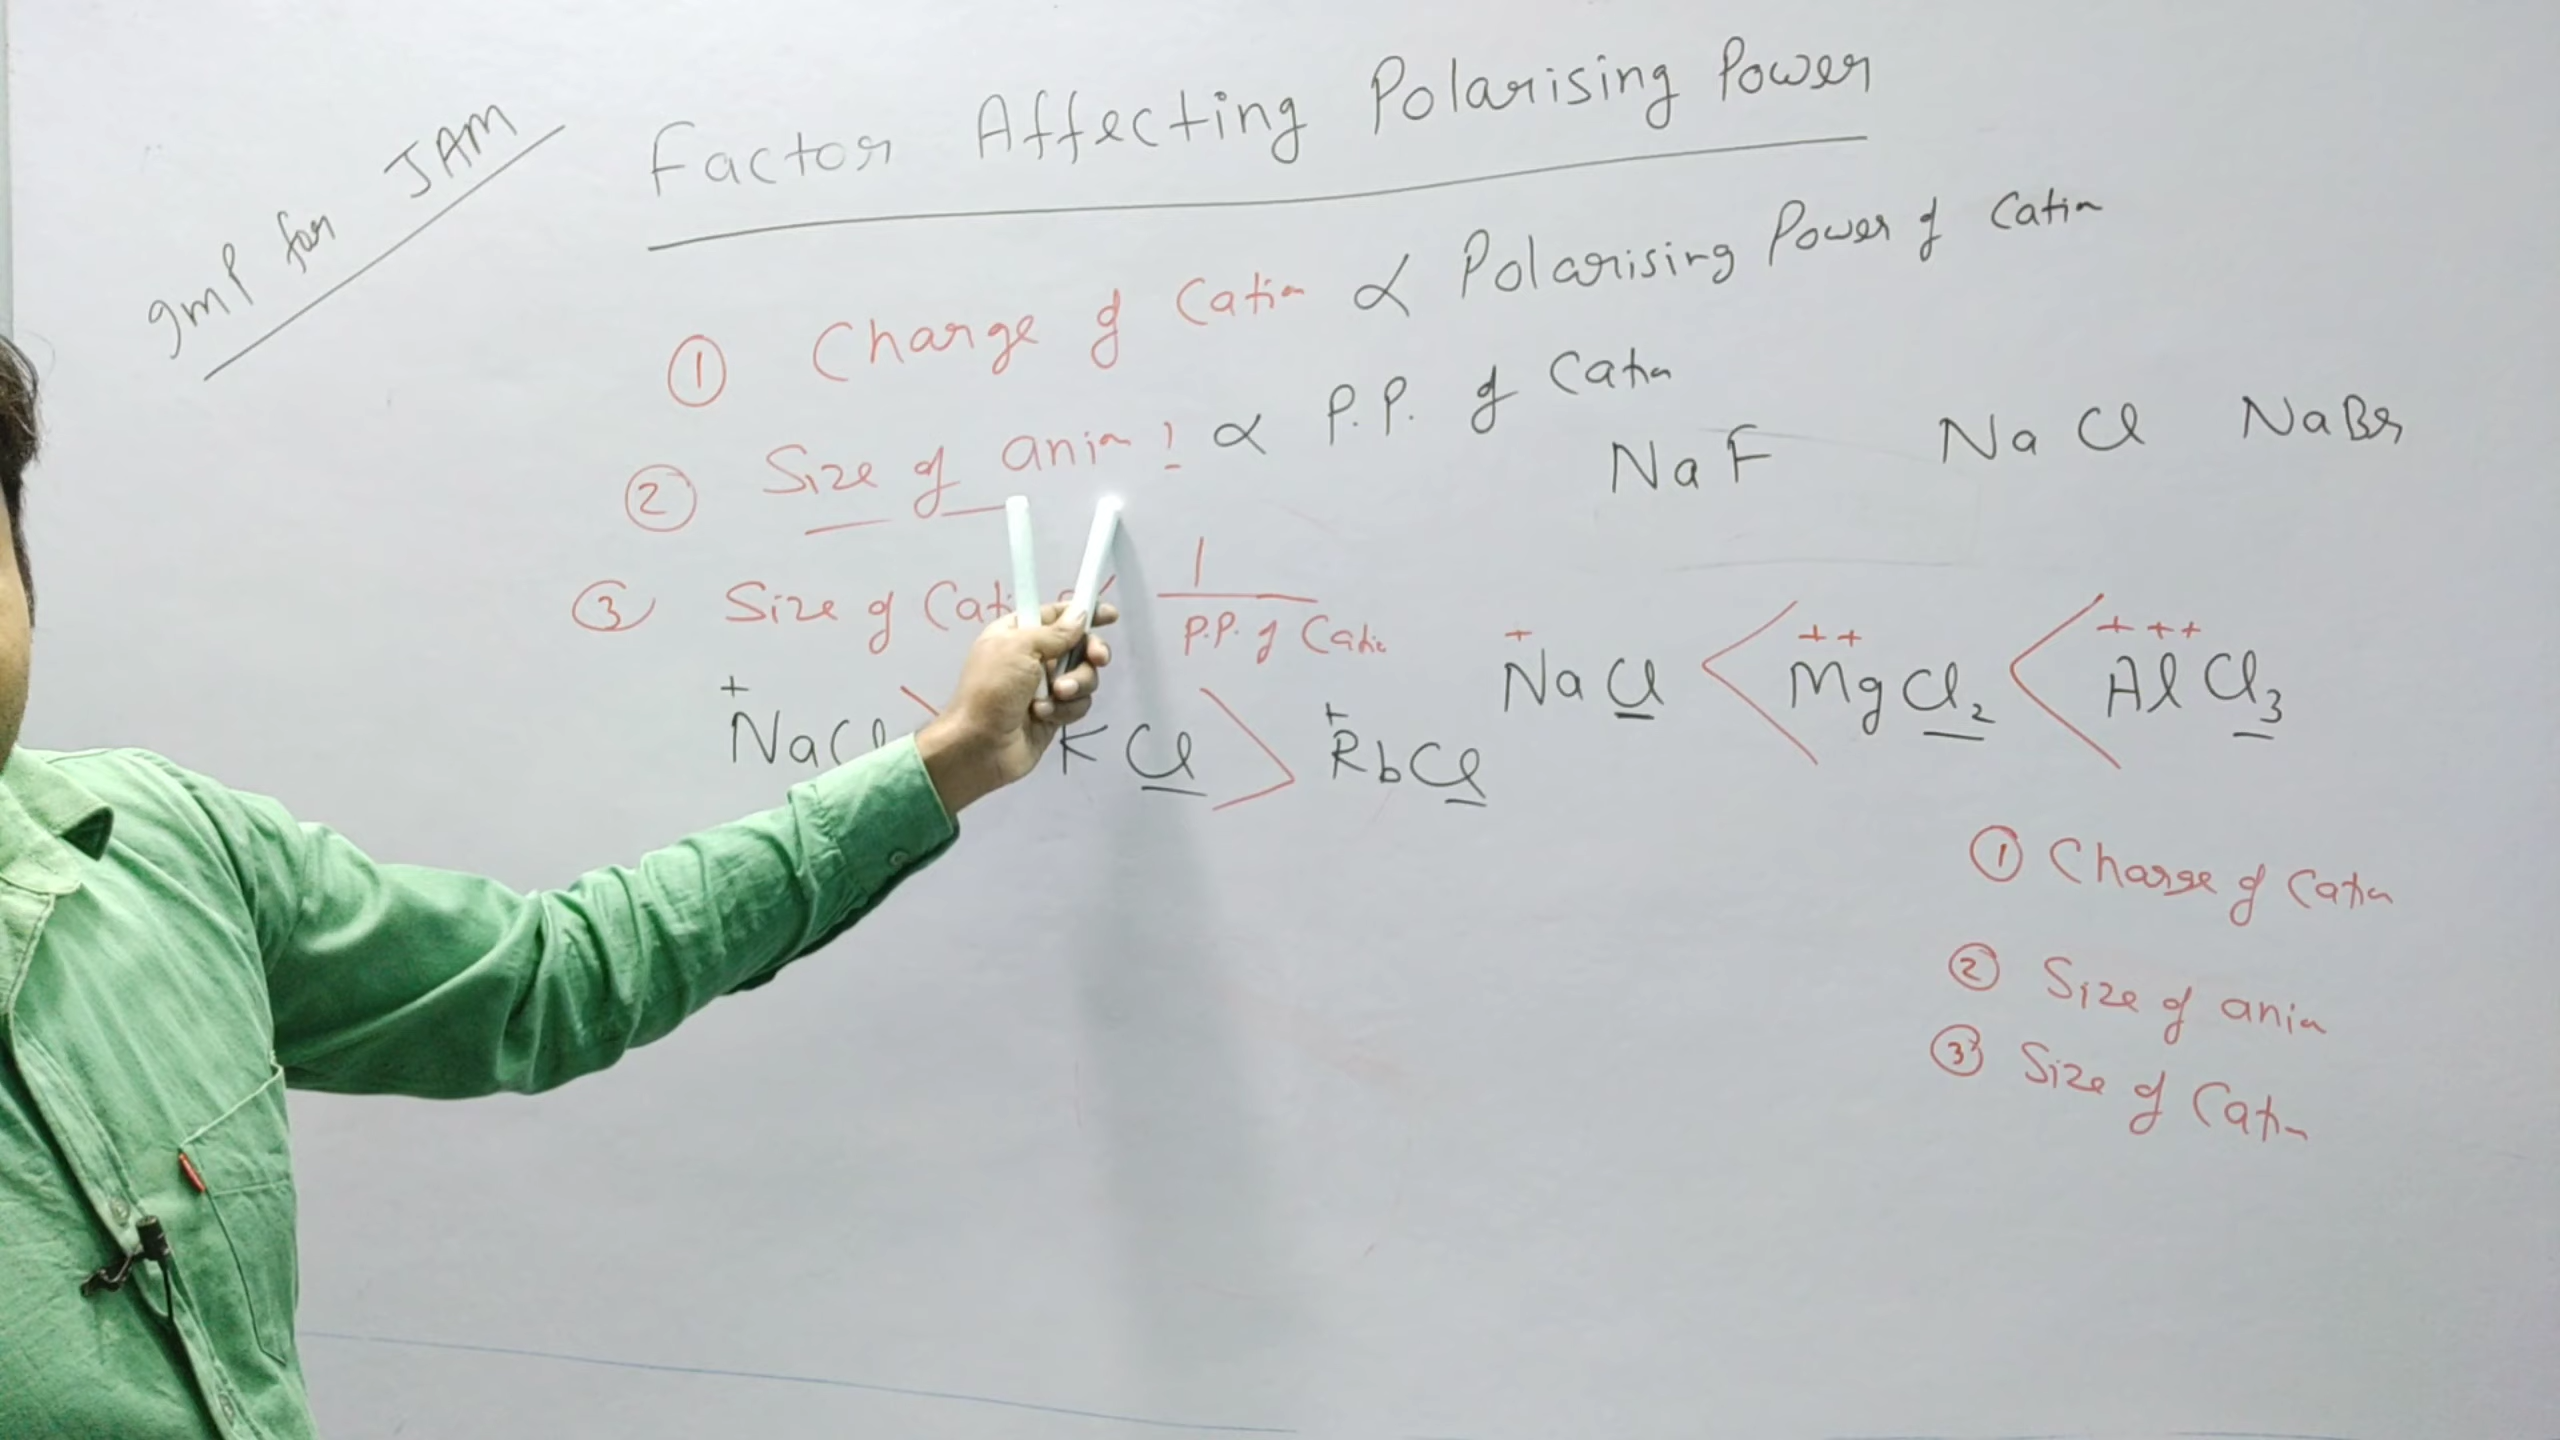 Factor Affecting Polarising Power
gmp for JAM
① Charge of Cation ∝ Polarising Power of Cation
② Size of anion : ∝ P.P. of Cation
NaF NaCl NaBr
③ Size of Cati 1 / P.P. of Cation
+ + + + + + + +
NaCl > KCl > RbCl
NaCl < MgCl2 < AlCl3
① Charge of Cation
② Size of anion
③ Size of Cation